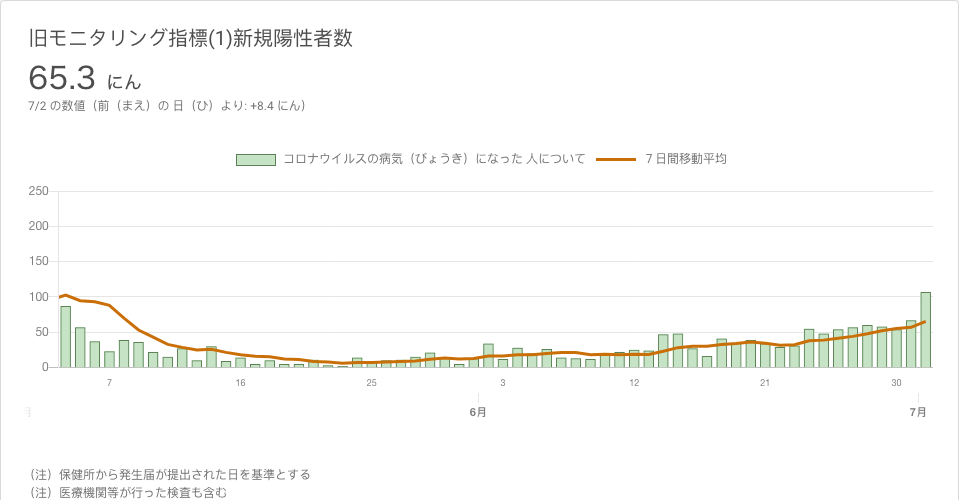 旧モニタリング指標(1)新規陽性者数
65.3 にん
7/2 の数値（前（まえ）の 日（ひ）より: +8.4 にん）
コロナウイルスの病気（びょうき）になった 人について 7 日間移動平均
250
200
150
100
50
0
7 16 25 3 12 21 30
月 6月 7月
（注）保健所から発生届が提出された日を基準とする
（注）医療機関等が行った検査も含む